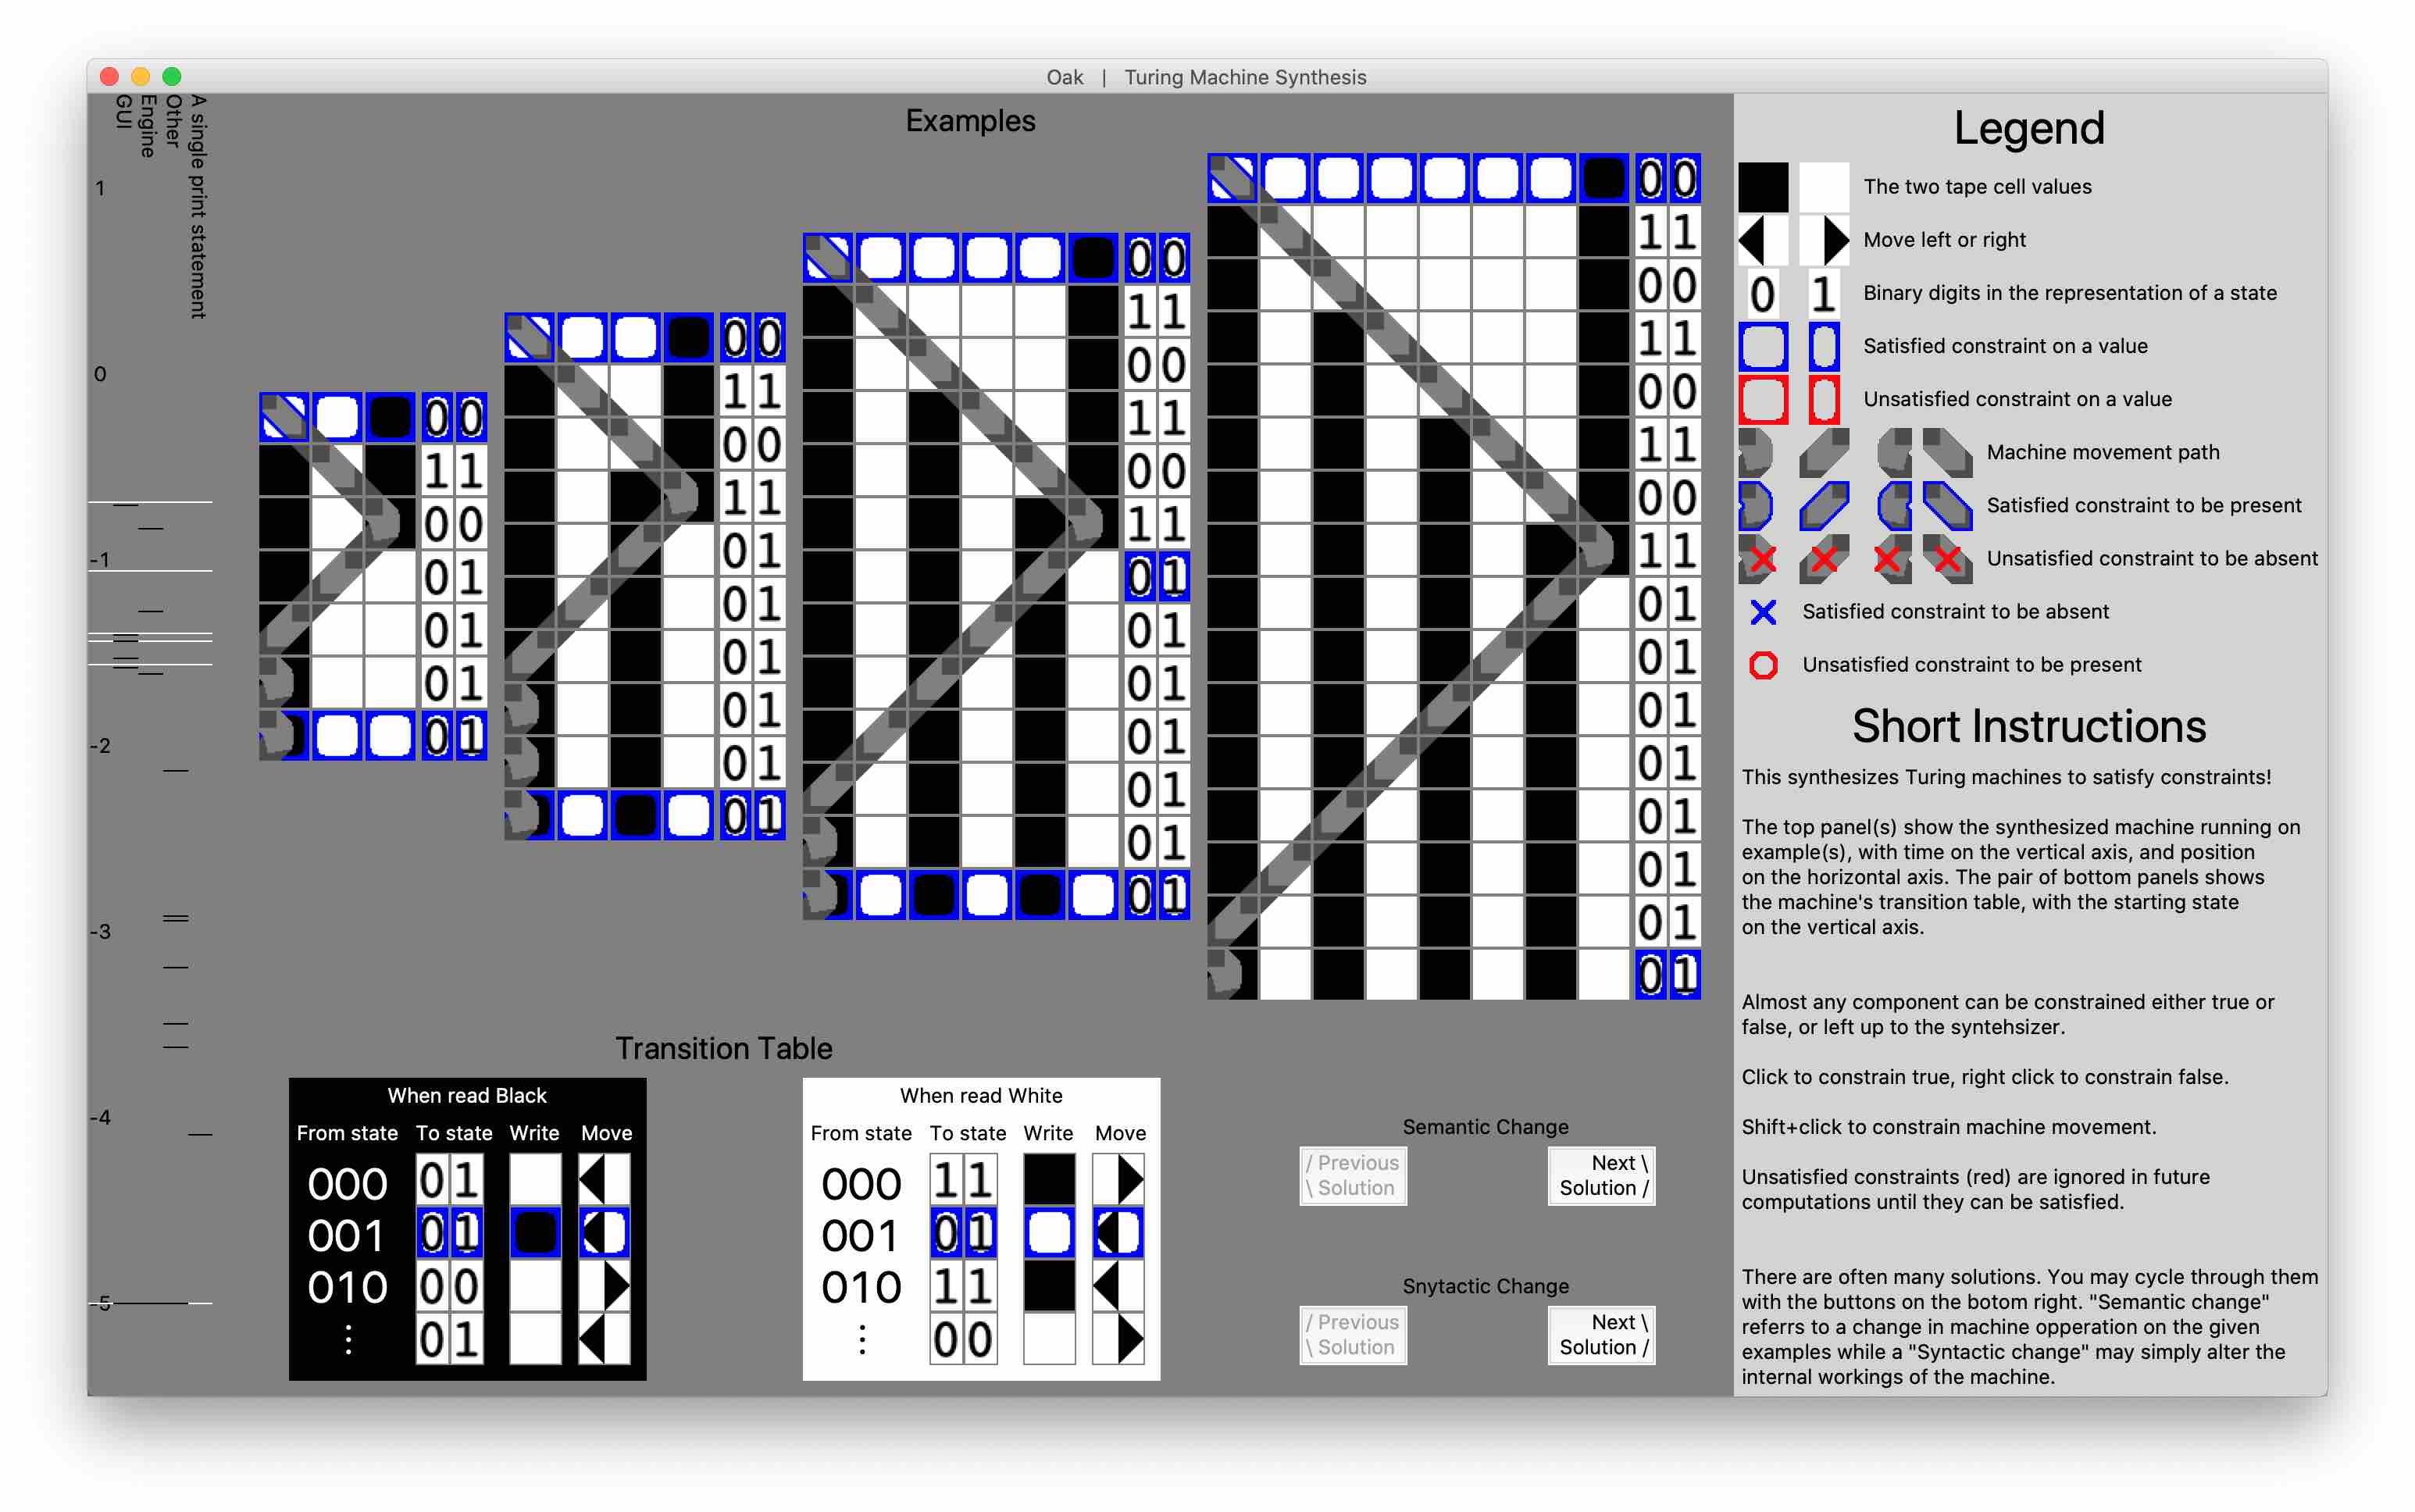 Oak | Turing Machine Synthesis
GUI
Engine
Other
A single print statement
1
0
-1
-2
-3
-4
-5
Examples
00
11
00
01
01
01
01
00
11
00
11
01
01
01
01
01
01
00
11
00
11
00
11
01
01
01
01
01
01
01
00
11
00
11
00
11
00
11
01
01
01
01
01
01
01
01
Transition Table
When read Black
From state To state Write Move
000 01
001 01
010 00
⋮ 01
When read White
From state To state Write Move
000 11
001 01
010 11
⋮ 00
Semantic Change
/ Previous
\ Solution
Next \
Solution /
Snytactic Change
/ Previous
\ Solution
Next \
Solution /
Legend
The two tape cell values
Move left or right
0 1 Binary digits in the representation of a state
Satisfied constraint on a value
Unsatisfied constraint on a value
Machine movement path
Satisfied constraint to be present
Unsatisfied constraint to be absent
Satisfied constraint to be absent
Unsatisfied constraint to be present
Short Instructions
This synthesizes Turing machines to satisfy constraints!
The top panel(s) show the synthesized machine running on
example(s), with time on the vertical axis, and position
on the horizontal axis. The pair of bottom panels shows
the machine's transition table, with the starting state
on the vertical axis.
Almost any component can be constrained either true or
false, or left up to the syntehsizer.
Click to constrain true, right click to constrain false.
Shift+click to constrain machine movement.
Unsatisfied constraints (red) are ignored in future
computations until they can be satisfied.
There are often many solutions. You may cycle through them
with the buttons on the botom right. "Semantic change"
referrs to a change in machine opperation on the given
examples while a "Syntactic change" may simply alter the
internal workings of the machine.